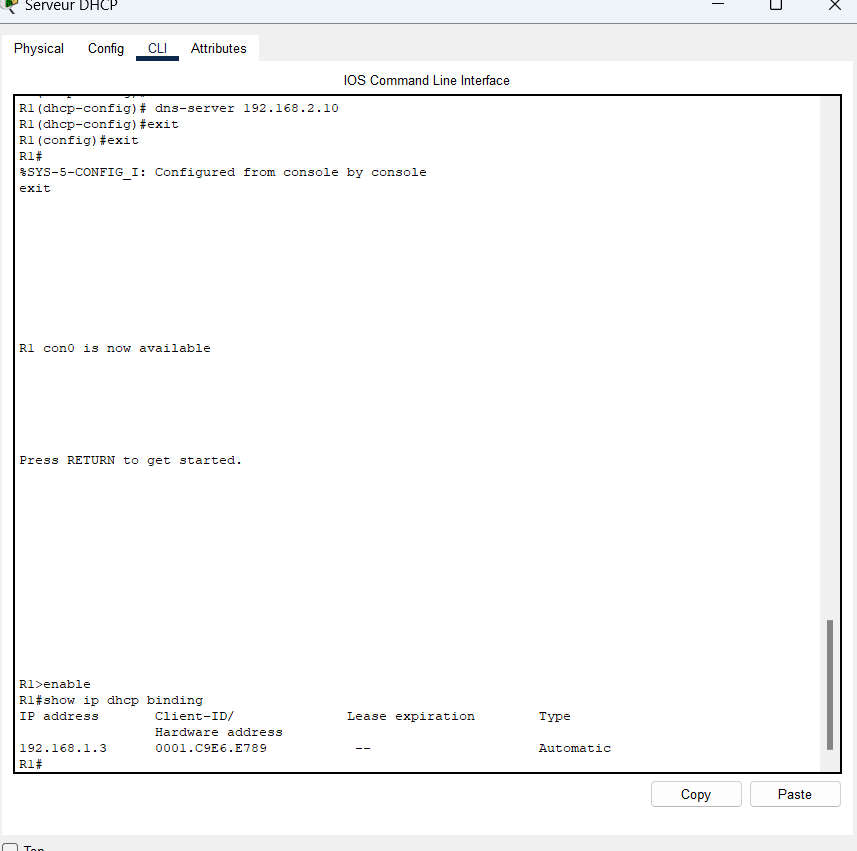 Serveur DHCP
Physical Config CLI Attributes
IOS Command Line Interface
R1(dhcp-config)# dns-server 192.168.2.10
R1(dhcp-config)#exit
R1(config)#exit
R1#
%SYS-5-CONFIG_I: Configured from console by console
exit
R1 con0 is now available
Press RETURN to get started.
R1>enable
R1#show ip dhcp binding
IP address Client-ID/ Lease expiration Type
Hardware address
192.168.1.3 0001.C9E6.E789 -- Automatic
R1#
Copy Paste
Top